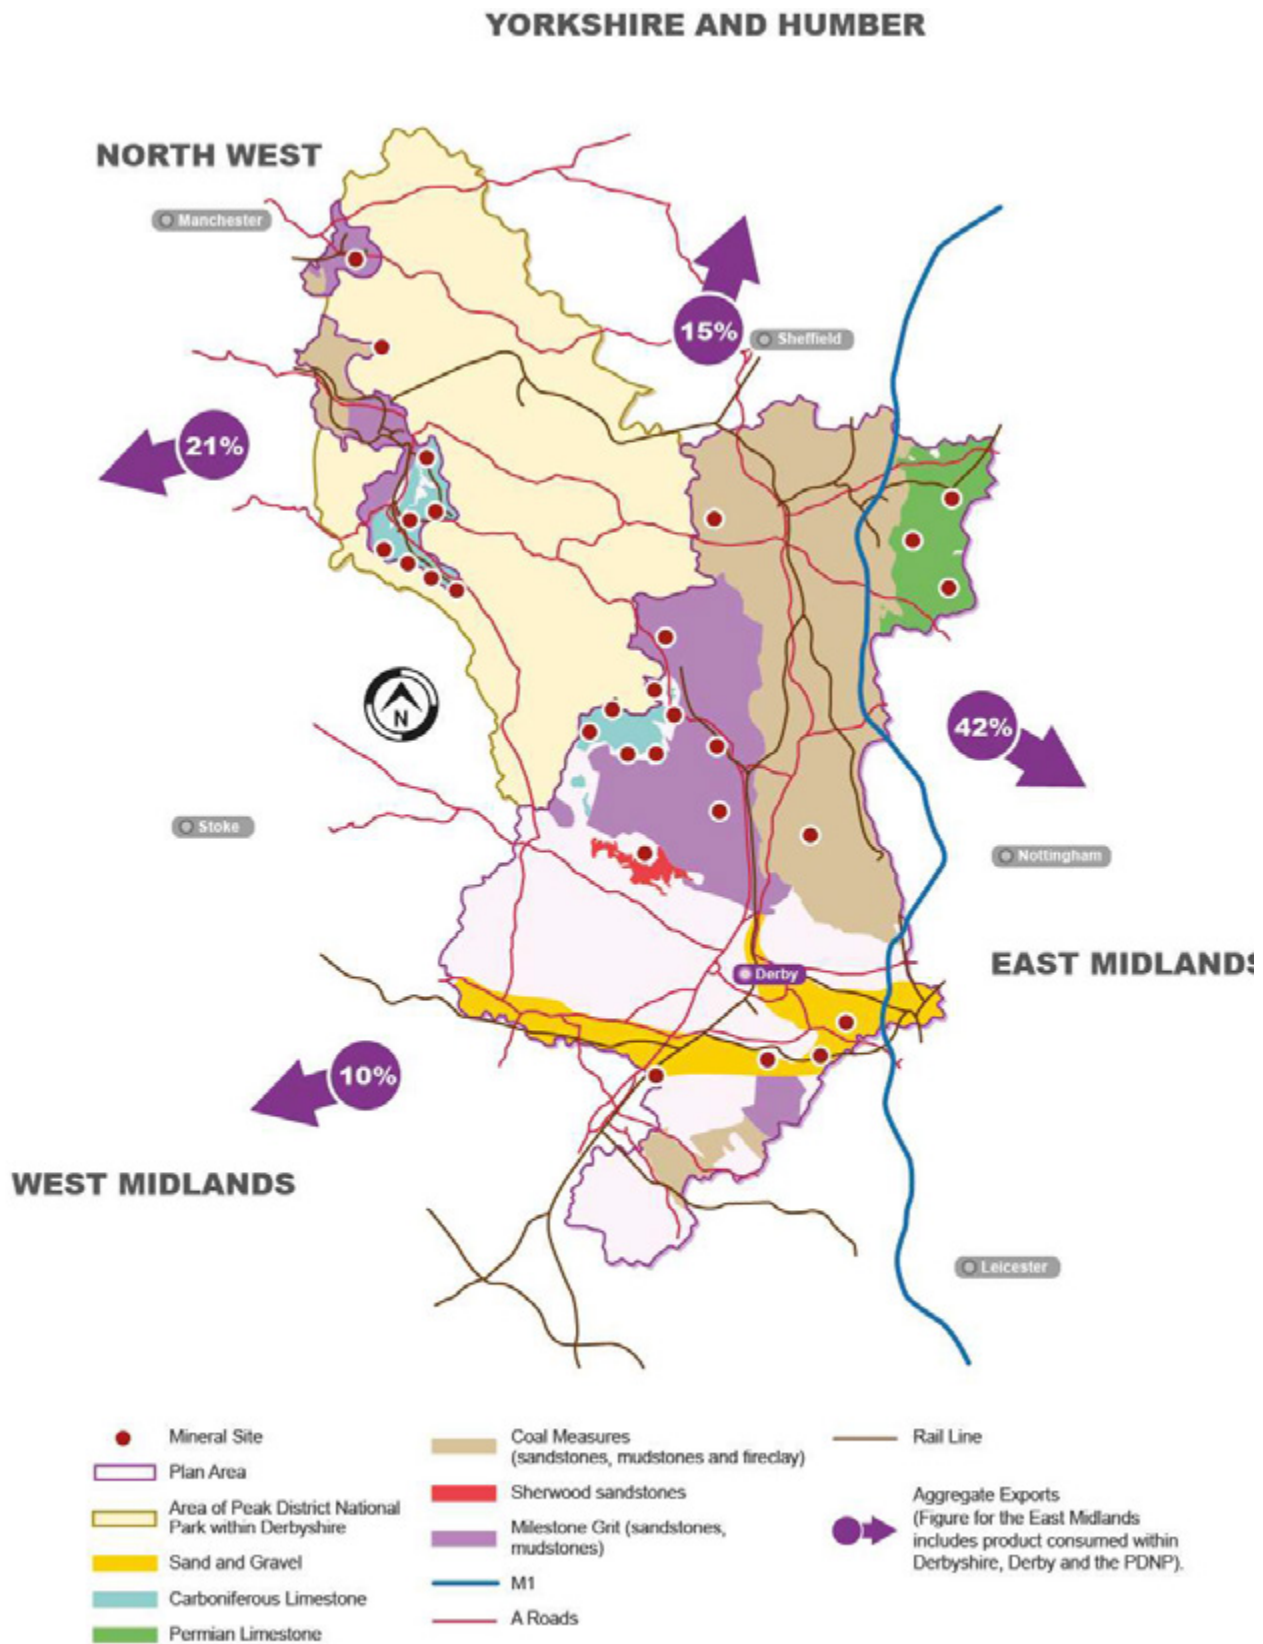 YORKSHIRE AND HUMBER
NORTH WEST
Manchester
15%
Sheffield
21%
N
42%
Stoke
Nottingham
EAST MIDLANDS
Derby
10%
WEST MIDLANDS
Leicester
Mineral Site
Plan Area
Area of Peak District National
Park within Derbyshire
Sand and Gravel
Carboniferous Limestone
Permian Limestone
Coal Measures
(sandstones, mudstones and fireclay)
Sherwood sandstones
Milestone Grit (sandstones,
mudstones)
M1
A Roads
Rail Line
Aggregate Exports
(Figure for the East Midlands
includes product consumed within
Derbyshire, Derby and the PDNP).